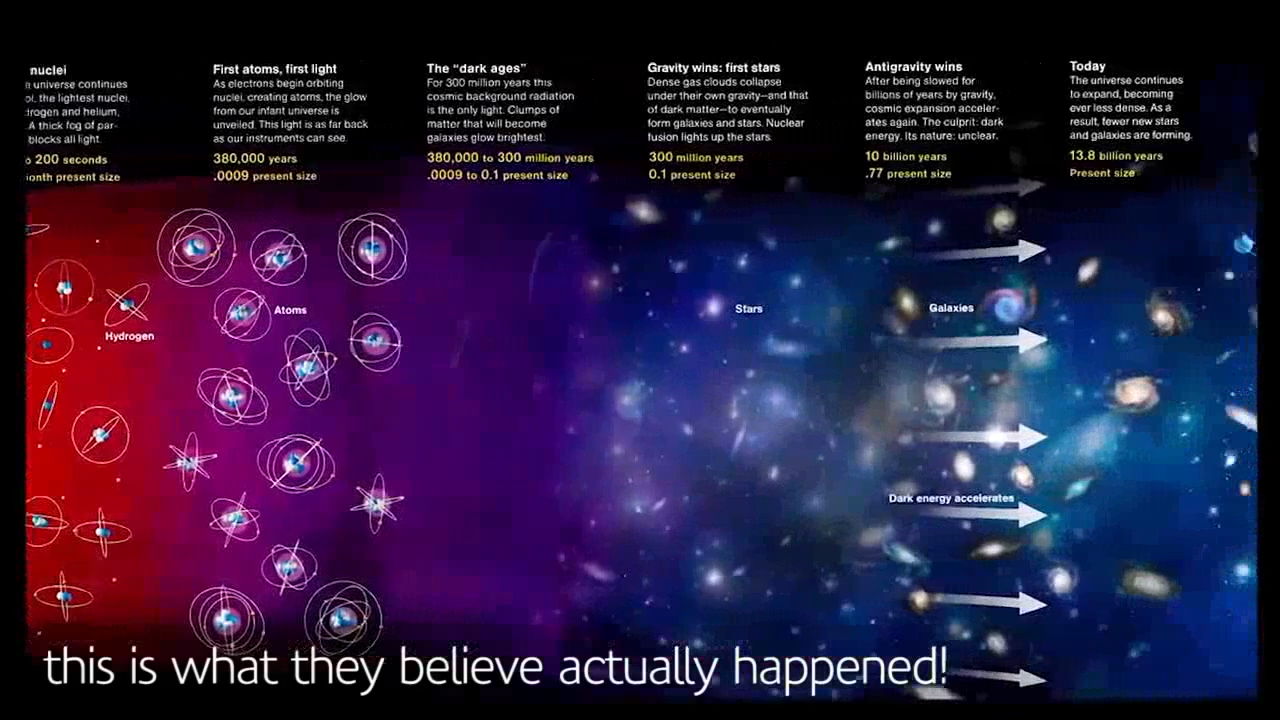 nuclei
universe continues
the lightest nuclei,
and helium,
A thick fog of par-
blocks all light.
200 seconds
present size
First atoms, first light
As electrons begin orbiting
nuclei, creating atoms, the glow
from our infant universe is
unveiled. This light is as far back
as our instruments can see.
380,000 years
.0009 present size
The "dark ages"
For 300 million years this
cosmic background radiation
is the only light. Clumps of
matter that will become
galaxies glow brightest.
380,000 to 300 million years
.0009 to 0.1 present size
Gravity wins: first stars
Dense gas clouds collapse
under their own gravity—and that
of dark matter—to eventually
form galaxies and stars. Nuclear
fusion lights up the stars.
300 million years
0.1 present size
Antigravity wins
After being slowed for
billions of years by gravity,
cosmic expansion acceler-
ates again. The culprit: dark
energy. Its nature: unclear.
10 billion years
.77 present size
Today
The universe continues
to expand, becoming
ever less dense. As a
result, fewer new stars
and galaxies are forming.
13.8 billion years
Present size
Hydrogen
Atoms
Stars
Galaxies
Dark energy accelerates
this is what they believe actually happened!